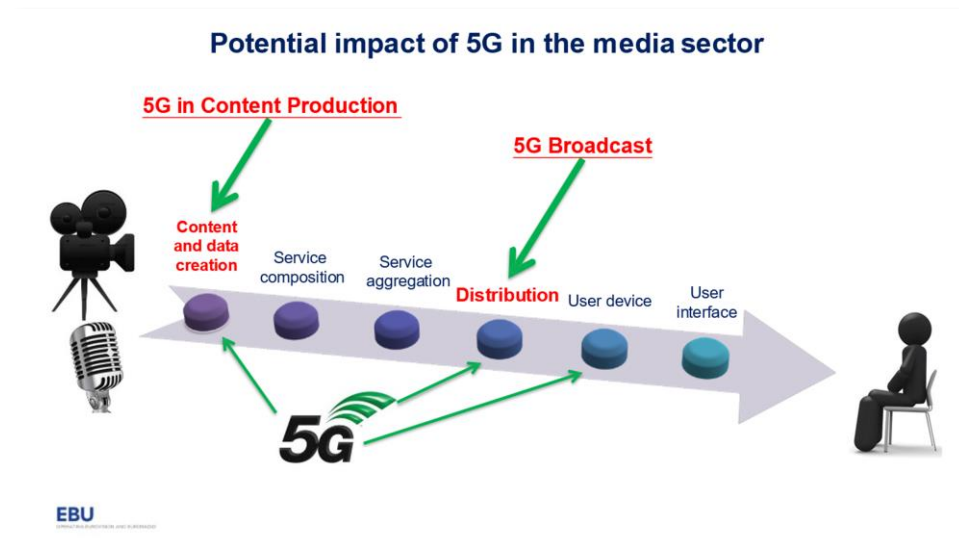 Potential impact of 5G in the media sector
5G in Content Production
5G Broadcast
Content
and data
creation
Service
composition
Service
aggregation
Distribution
User device
User
interface
5G
EBU